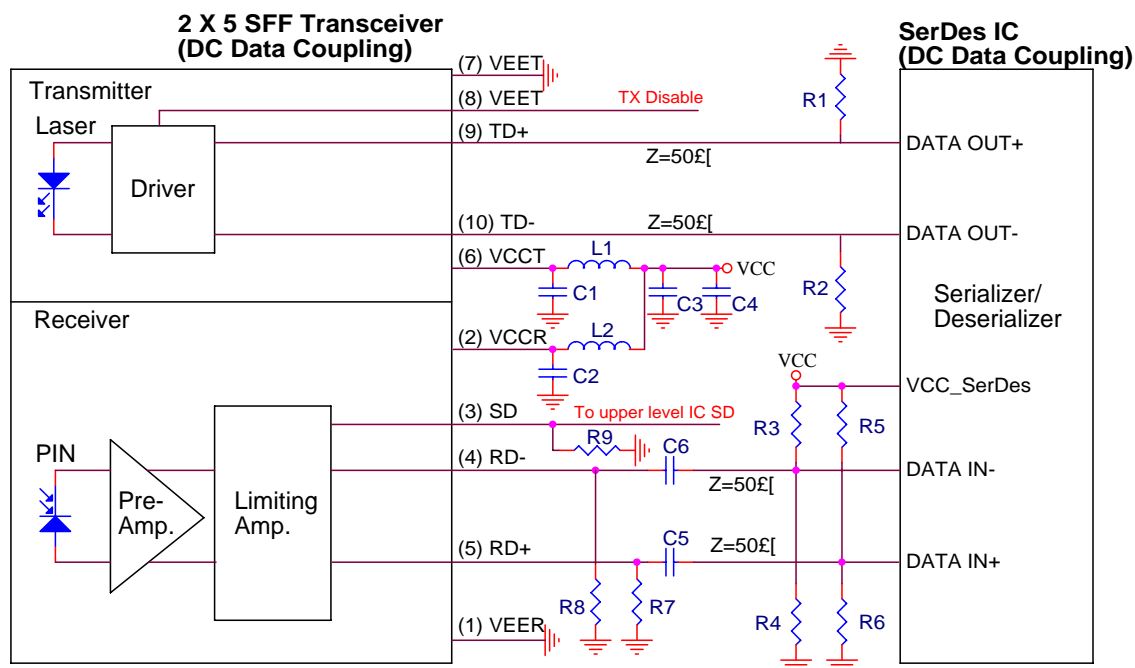 2 X 5 SFF Transceiver
(DC Data Coupling)
SerDes IC
(DC Data Coupling)
(7) VEET
Transmitter
(8) VEET
TX Disable
R1
Laser
(9) TD+
Z=50£[
DATA OUT+
Driver
(10) TD-
Z=50£[
DATA OUT-
(6) VCCT
L1
VCC
C1
C3
C4
R2
Serializer/
Deserializer
Receiver
(2) VCCR
L2
C2
VCC
VCC_SerDes
(3) SD
To upper level IC SD
R3
R5
R9
C6
PIN
(4) RD-
Z=50£[
DATA IN-
Pre-
Amp.
Limiting
Amp.
(5) RD+
C5
Z=50£[
DATA IN+
R8
R7
R4
R6
(1) VEER